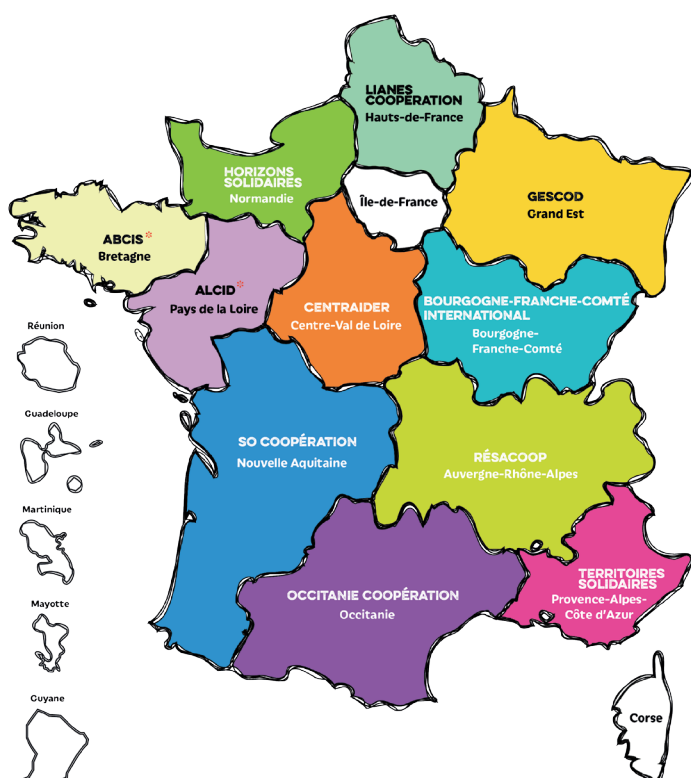 LIANES
COOPÉRATION
Hauts-de-France
HORIZONS
SOLIDAIRES
Normandie
Île-de-France
GESCOD
Grand Est
ABCIS*
Bretagne
ALCID*
Pays de la Loire
CENTRAIDER
Centre-Val de Loire
BOURGOGNE-FRANCHE-COMTÉ
INTERNATIONAL
Bourgogne-
Franche-Comté
Réunion
Guadeloupe
SO COOPÉRATION
Nouvelle Aquitaine
RÉSACOOP
Auvergne-Rhône-Alpes
Martinique
Mayotte
OCCITANIE COOPÉRATION
Occitanie
TERRITOIRES
SOLIDAIRES
Provence-Alpes-
Côte d'Azur
Guyane
Corse